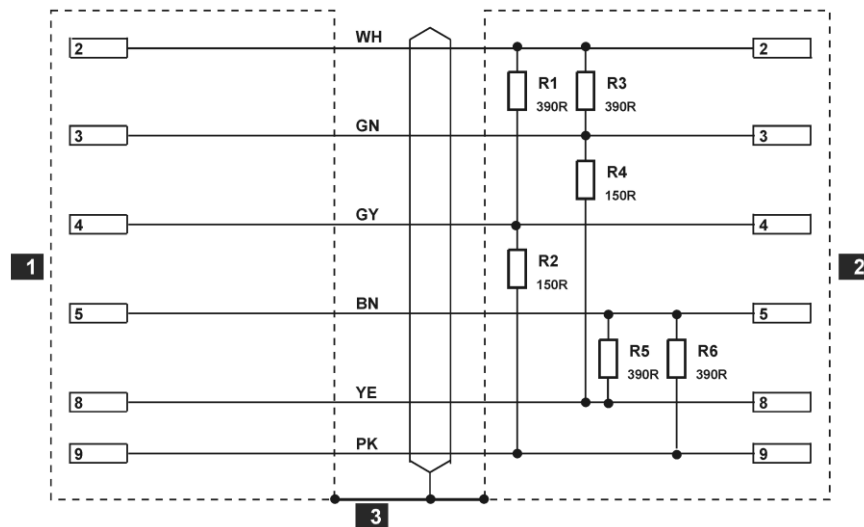 2 WH 2
R1 R3
390R 390R
3 GN 3
R4
150R
4 GY 4
1 R2 2
150R
5 BN 5
R5 R6
390R 390R
8 YE 8
9 PK 9
3